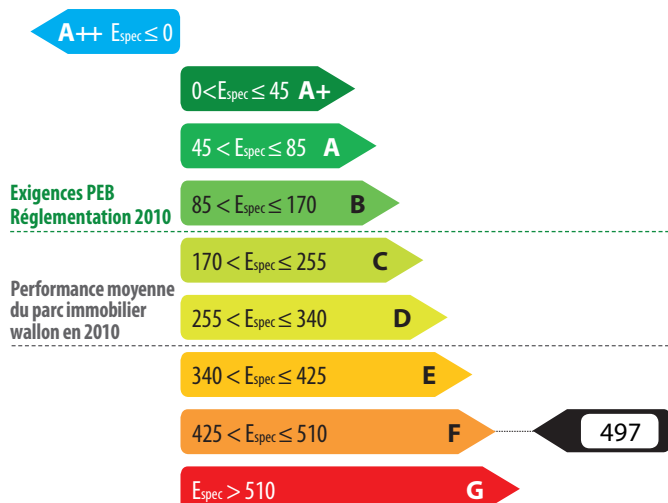 A++ Espec ≤ 0
0<Espec ≤ 45 A+
45 < Espec ≤ 85 A
Exigences PEB
Réglementation 2010
85 < Espec ≤ 170 B
170 < Espec ≤ 255 C
Performance moyenne
du parc immobilier
wallon en 2010
255 < Espec ≤ 340 D
340 < Espec ≤ 425 E
425 < Espec ≤ 510 F
497
Espec > 510 G